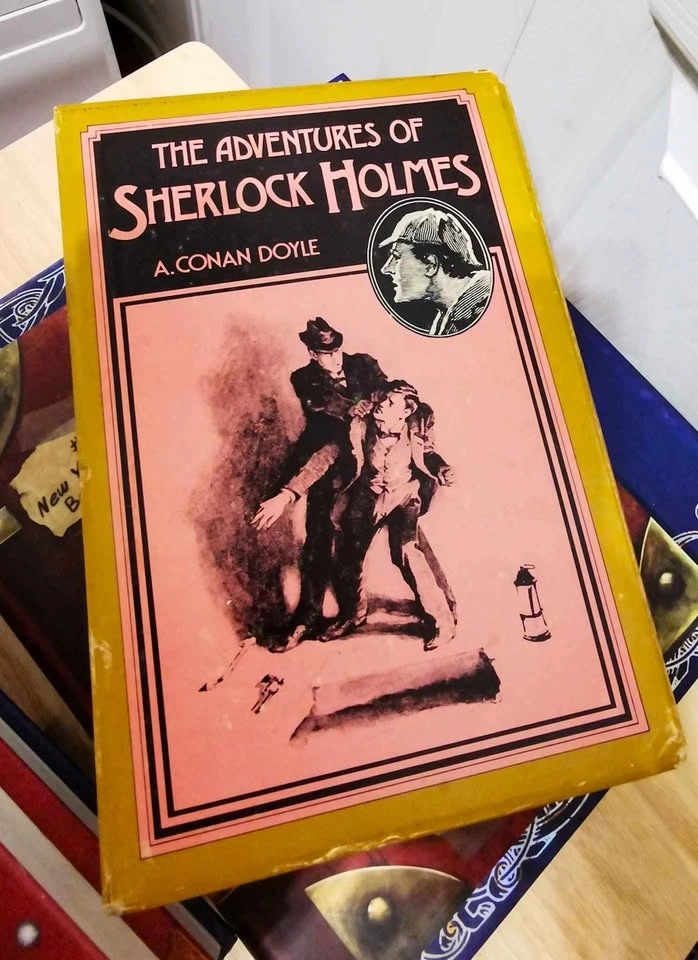 THE ADVENTURES OF
SHERLOCK HOLMES
A. CONAN DOYLE
New
B